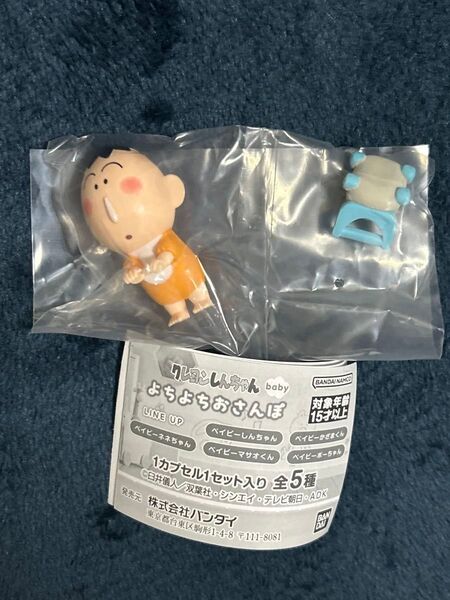 クレヨンしんちゃん baby
BANDAI NAMCO
よちよちおさんぽ
対象年齢
15才以上
LINE UP
ベイビーしんちゃん
ベイビーかざまくん
ベイビーネネちゃん
ベイビーマサオくん
ベイビーボーちゃん
1カプセル1セット入り 全5種
©臼井儀人/双葉社・シンエイ・テレビ朝日・ADK
発売元 株式会社バンダイ
東京都台東区駒形1-4-8 〒111-8081
BAN
DAI